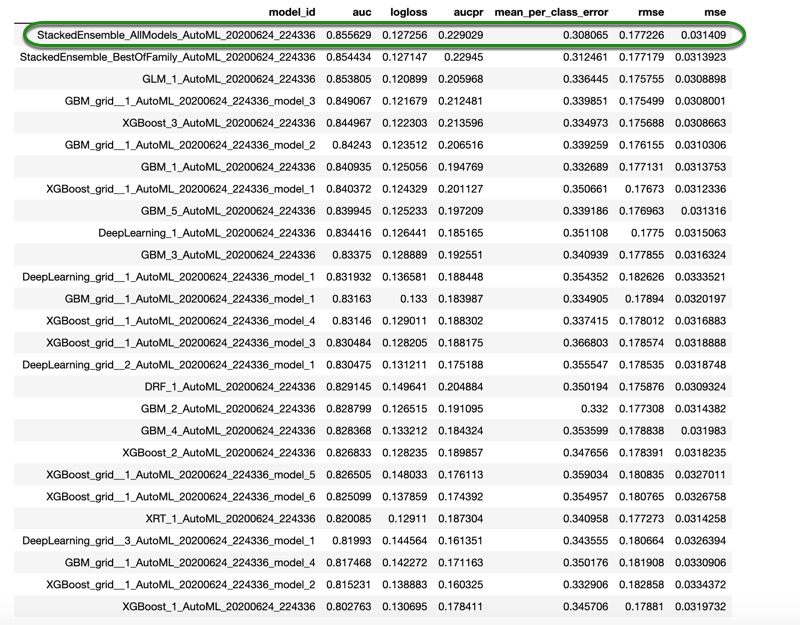 model_id auc logloss aucpr mean_per_class_error rmse mse
StackedEnsemble_AllModels_AutoML_20200624_224336 0.855629 0.127256 0.229029 0.308065 0.177226 0.031409
StackedEnsemble_BestOfFamily_AutoML_20200624_224336 0.854434 0.127147 0.22945 0.312461 0.177179 0.0313923
GLM_1_AutoML_20200624_224336 0.853805 0.120899 0.205968 0.336445 0.175755 0.0308898
GBM_grid__1_AutoML_20200624_224336_model_3 0.849067 0.121679 0.212481 0.339851 0.175499 0.0308001
XGBoost_3_AutoML_20200624_224336 0.844967 0.122303 0.213596 0.334973 0.175688 0.0308663
GBM_grid__1_AutoML_20200624_224336_model_2 0.84243 0.123512 0.206516 0.339259 0.176155 0.0310306
GBM_1_AutoML_20200624_224336 0.840935 0.125056 0.194769 0.332689 0.177131 0.0313753
XGBoost_grid__1_AutoML_20200624_224336_model_1 0.840372 0.124329 0.201127 0.350661 0.17673 0.0312336
GBM_5_AutoML_20200624_224336 0.839945 0.125233 0.197209 0.339186 0.176963 0.031316
DeepLearning_1_AutoML_20200624_224336 0.834416 0.126441 0.185165 0.351108 0.1775 0.0315063
GBM_3_AutoML_20200624_224336 0.83375 0.128889 0.192551 0.340939 0.177855 0.0316324
DeepLearning_grid__1_AutoML_20200624_224336_model_1 0.831932 0.136581 0.188448 0.354352 0.182626 0.0333521
GBM_grid__1_AutoML_20200624_224336_model_1 0.83163 0.133 0.183987 0.334905 0.17894 0.0320197
XGBoost_grid__1_AutoML_20200624_224336_model_4 0.83146 0.129011 0.188302 0.337415 0.178012 0.0316883
XGBoost_grid__1_AutoML_20200624_224336_model_3 0.830484 0.128205 0.188175 0.366803 0.178574 0.0318888
DeepLearning_grid__2_AutoML_20200624_224336_model_1 0.830475 0.131211 0.175188 0.355547 0.178535 0.0318748
DRF_1_AutoML_20200624_224336 0.829145 0.149641 0.204884 0.350194 0.175876 0.0309324
GBM_2_AutoML_20200624_224336 0.828799 0.126515 0.191095 0.332 0.177308 0.0314382
GBM_4_AutoML_20200624_224336 0.828368 0.133212 0.184324 0.353599 0.178838 0.031983
XGBoost_2_AutoML_20200624_224336 0.826833 0.128235 0.189857 0.347656 0.178391 0.0318235
XGBoost_grid__1_AutoML_20200624_224336_model_5 0.826505 0.148033 0.176113 0.359034 0.180835 0.0327011
XGBoost_grid__1_AutoML_20200624_224336_model_6 0.825099 0.137859 0.174392 0.354957 0.180765 0.0326758
XRT_1_AutoML_20200624_224336 0.820085 0.12911 0.187304 0.340958 0.177273 0.0314258
DeepLearning_grid__3_AutoML_20200624_224336_model_1 0.81993 0.144564 0.161351 0.343555 0.180664 0.0326394
GBM_grid__1_AutoML_20200624_224336_model_4 0.817468 0.142272 0.171163 0.350176 0.181908 0.0330906
XGBoost_grid__1_AutoML_20200624_224336_model_2 0.815231 0.138883 0.160325 0.332906 0.182858 0.0334372
XGBoost_1_AutoML_20200624_224336 0.802763 0.130695 0.178411 0.345706 0.17881 0.0319732